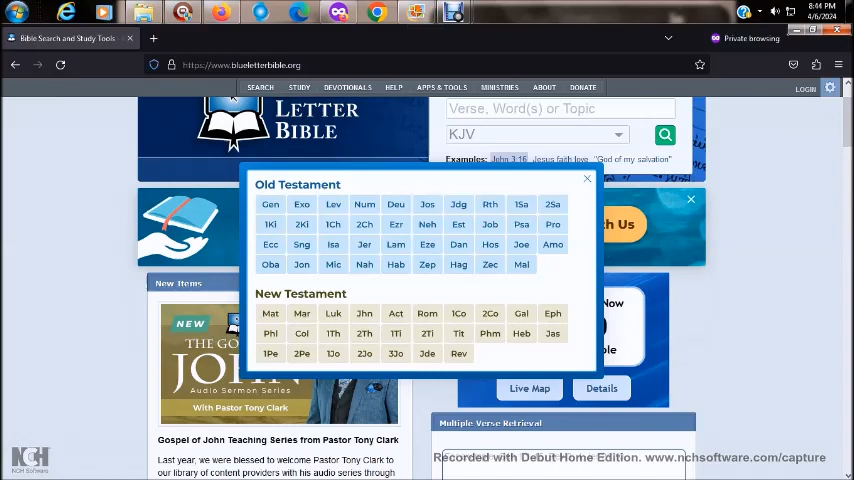 8:44 PM
4/6/2024
Bible Search and Study Tools -
Private browsing
https://www.blueletterbible.org
SEARCH STUDY DEVOTIONALS HELP APPS & TOOLS MINISTRIES ABOUT DONATE
LOGIN
LETTER
BIBLE
Verse, Word(s) or Topic
KJV
Examples: John 3:16 Jesus faith love "God of my salvation"
Old Testament
Gen Exo Lev Num Deu Jos Jdg Rth 1Sa 2Sa
1Ki 2Ki 1Ch 2Ch Ezr Neh Est Job Psa Pro
Ecc Sng Isa Jer Lam Eze Dan Hos Joe Amo
Oba Jon Mic Nah Hab Zep Hag Zec Mal
New Testament
Mat Mar Luk Jhn Act Rom 1Co 2Co Gal Eph
Phl Col 1Th 2Th 1Ti 2Ti Tit Phm Heb Jas
1Pe 2Pe 1Jo 2Jo 3Jo Jde Rev
th Us
New Items
NEW
THE GO
JOHN
Audio Sermon Series
With Pastor Tony Clark
Now
ble
Live Map
Details
Gospel of John Teaching Series from Pastor Tony Clark
Last year, we were blessed to welcome Pastor Tony Clark to
our library of content providers with his audio series through
Multiple Verse Retrieval
NCH
NCH Software
Recorded with Debut Home Edition. www.nchsoftware.com/capture